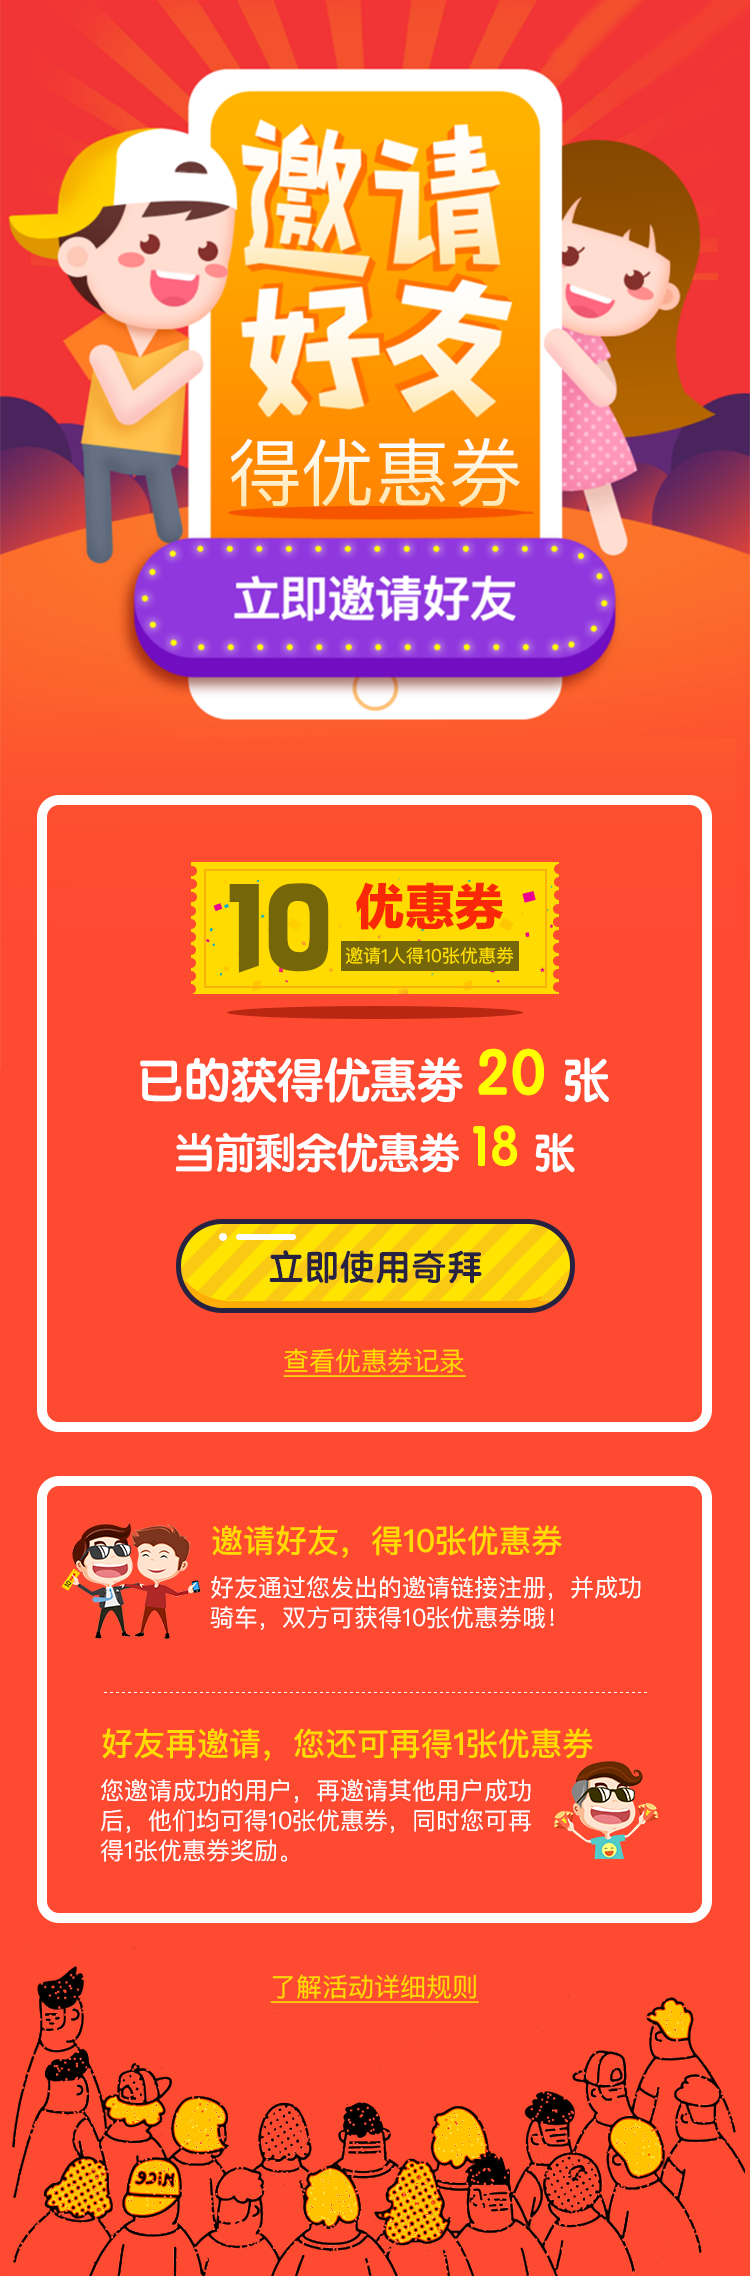 邀请
好友
得优惠券
立即邀请好友
10
优惠券
邀请1人得10张优惠券
已的获得优惠券 20 张
当前剩余优惠券 18 张
立即使用奇拜
查看优惠券记录
邀请好友，得10张优惠券
好友通过您发出的邀请链接注册，并成功
骑车，双方可获得10张优惠券哦！
好友再邀请，您还可再得1张优惠券
您邀请成功的用户，再邀请其他用户成功
后，他们均可得10张优惠券，同时您可再
得1张优惠券奖励。
了解活动详细规则